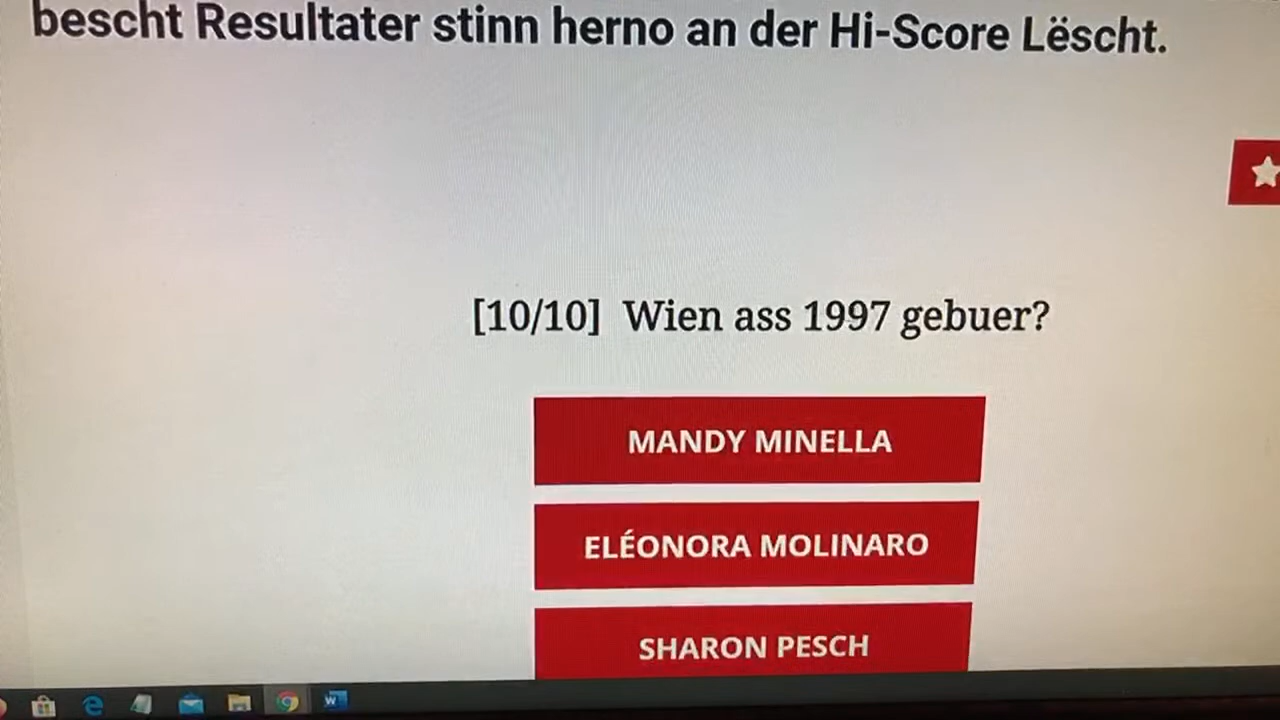 bescht Resultater stinn herno an der Hi-Score Lëscht.
[10/10] Wien ass 1997 gebuer?
MANDY MINELLA
ELÉONORA MOLINARO
SHARON PESCH